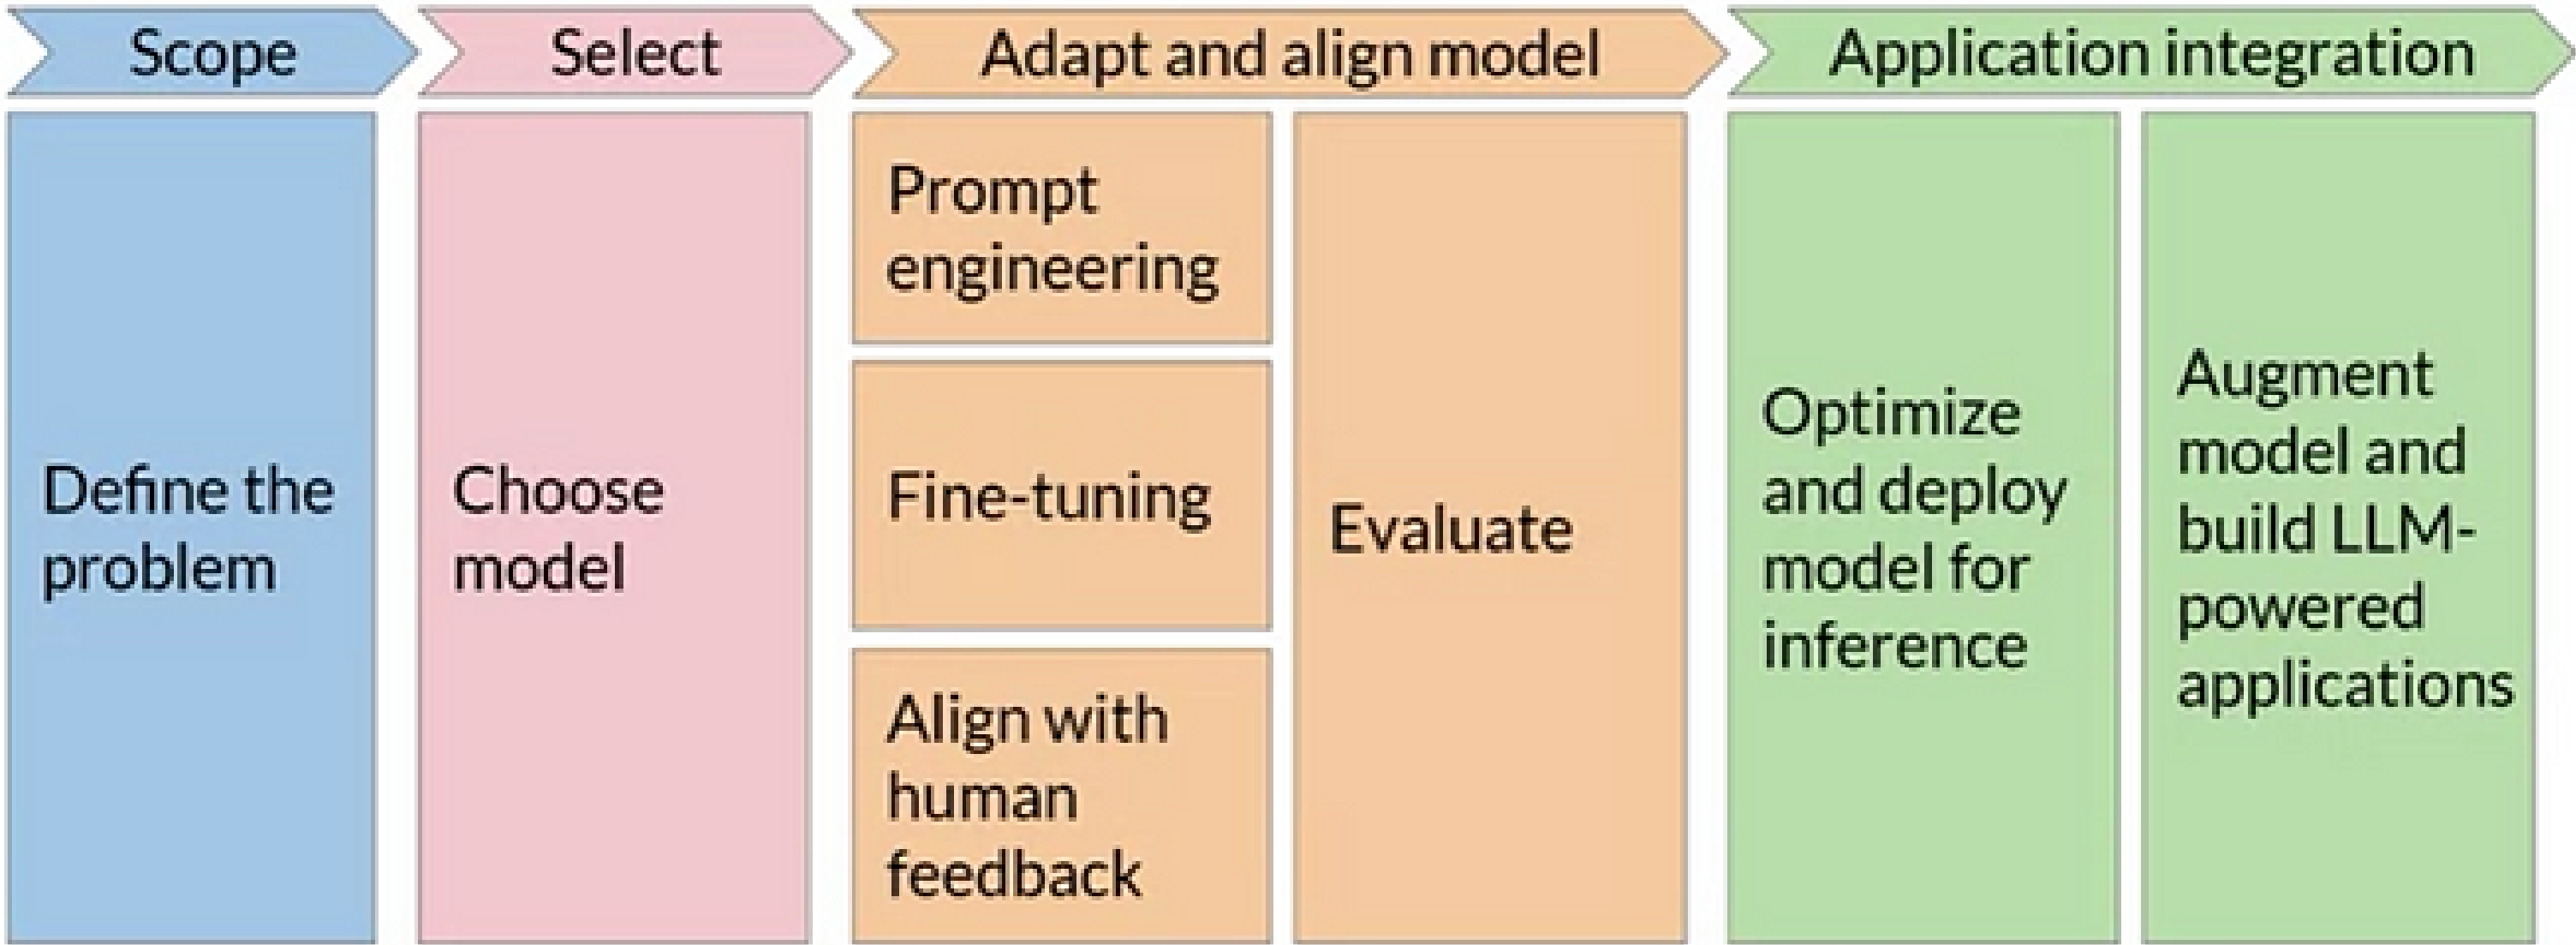 Scope
Select
Adapt and align model
Application integration
Define the
problem
Choose
model
Prompt
engineering
Fine-tuning
Align with
human
feedback
Evaluate
Optimize
and deploy
model for
inference
Augment
model and
build LLM-
powered
applications